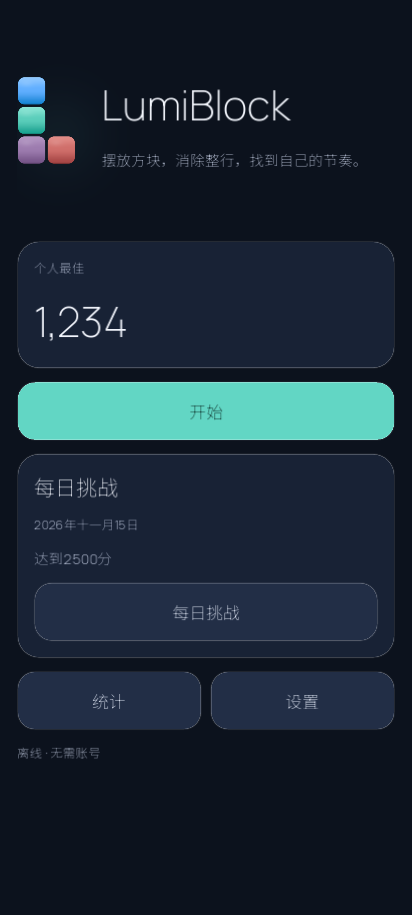 LumiBlock
摆放方块，消除整行，找到自己的节奏。
个人最佳
1,234
开始
每日挑战
2026年十一月15日
达到2500分
每日挑战
统计
设置
离线 · 无需账号